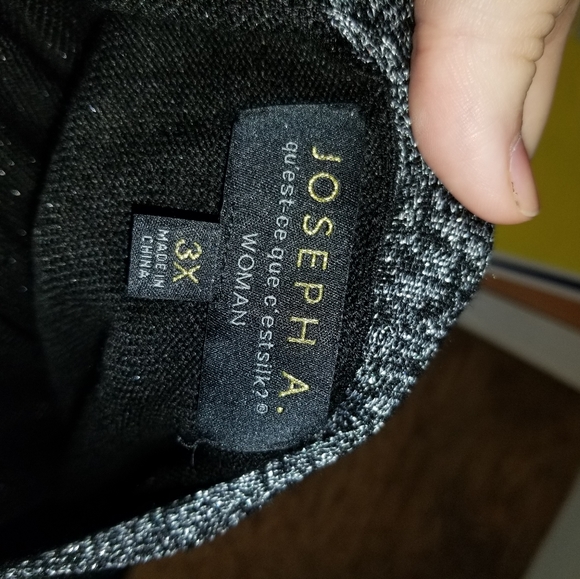 JOSEPH A.
qu'est-ce que c'est silk?®
WOMAN
3X
MADE IN
CHINA